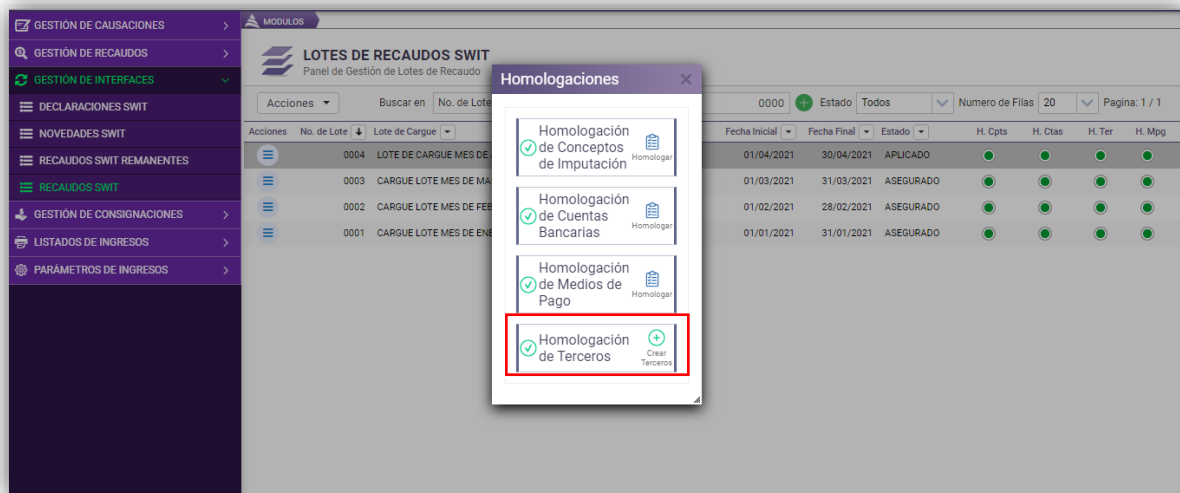 GESTIÓN DE CAUSACIONES
GESTIÓN DE RECAUDOS
GESTIÓN DE INTERFACES
DECLARACIONES SWIT
NOVEDADES SWIT
RECAUDOS SWIT REMANENTES
RECAUDOS SWIT
GESTIÓN DE CONSIGNACIONES
LISTADOS DE INGRESOS
PARÁMETROS DE INGRESOS
MODULOS
LOTES DE RECAUDOS SWIT
Panel de Gestión de Lotes de Recaudo
Acciones Buscar en No. de Lote 0000 Estado Todos Numero de Filas 20 Pagina: 1 / 1
Acciones No. de Lote Lote de Cargue Fecha Inicial Fecha Final Estado H. Cpts H. Ctas H. Ter H. Mpg
0004 LOTE DE CARGUE MES DE 01/04/2021 30/04/2021 APLICADO
0003 CARGUE LOTE MES DE MA 01/03/2021 31/03/2021 ASEGURADO
0002 CARGUE LOTE MES DE FEB 01/02/2021 28/02/2021 ASEGURADO
0001 CARGUE LOTE MES DE ENE 01/01/2021 31/01/2021 ASEGURADO
Homologaciones
Homologación
de Conceptos
de Imputación
Homologar
Homologación
de Cuentas
Bancarias
Homologar
Homologación
de Medios de
Pago
Homologar
Homologación
de Terceros
Crear
Terceros